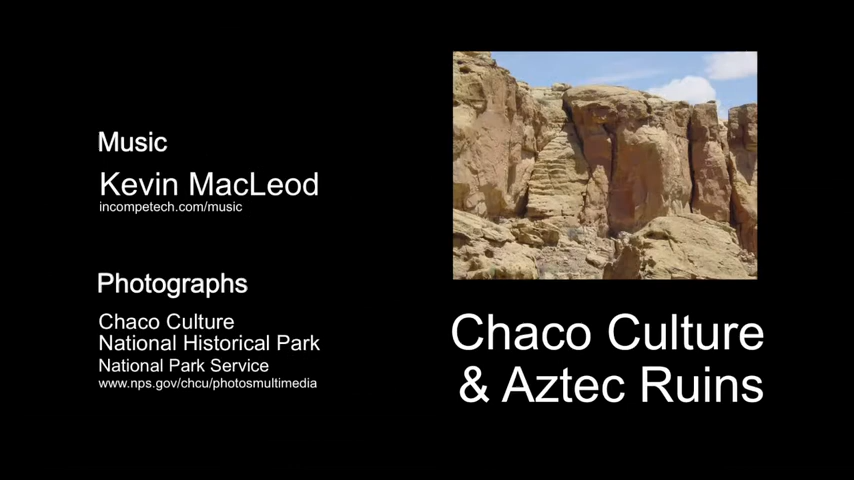 Music
Kevin MacLeod
incompetech.com/music
Photographs
Chaco Culture
National Historical Park
National Park Service
www.nps.gov/chcu/photosmultimedia
Chaco Culture
& Aztec Ruins